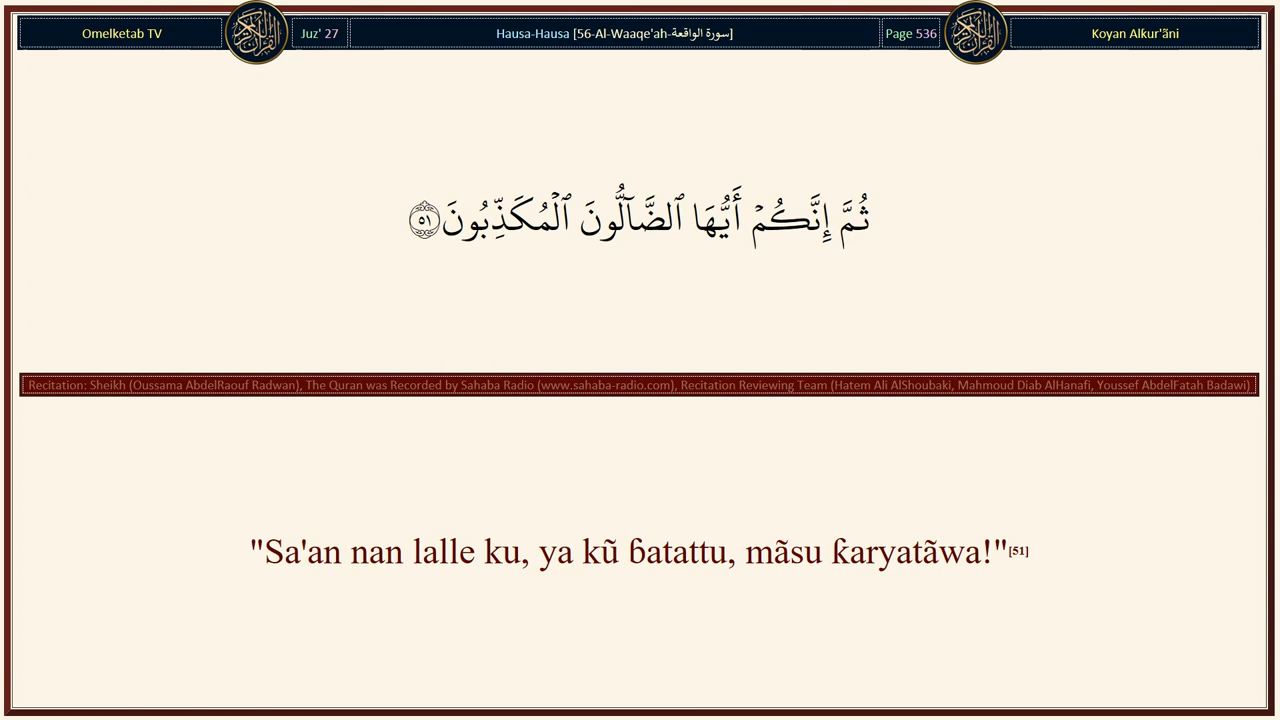 Omelketab TV
Juz' 27
Hausa-Hausa [56-Al-Waaqe'ah-سورة الواقعة]
Page 536
Koyan Alƙur'ãni
ثُمَّ إِنَّكُمۡ أَيُّهَا ٱلضَّآلُّونَ ٱلۡمُكَذِّبُونَ ٥١
Recitation: Sheikh (Oussama AbdelRaouf Radwan), The Quran was Recorded by Sahaba Radio (www.sahaba-radio.com), Recitation Reviewing Team (Hatem Ali AlShoubaki, Mahmoud Diab AlHanafi, Youssef AbdelFatah Badawi)
"Sa'an nan lalle ku, ya kũ ɓatattu, mãsu ƙaryatãwa!"[51]